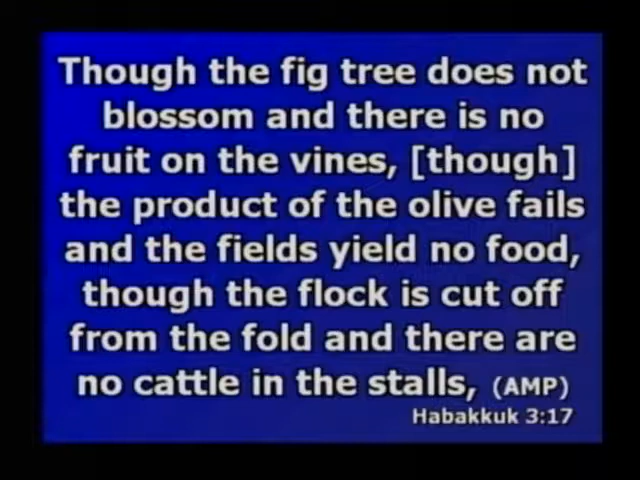 Though the fig tree does not
blossom and there is no
fruit on the vines, [though]
the product of the olive fails
and the fields yield no food,
though the flock is cut off
from the fold and there are
no cattle in the stalls, (AMP)
Habakkuk 3:17